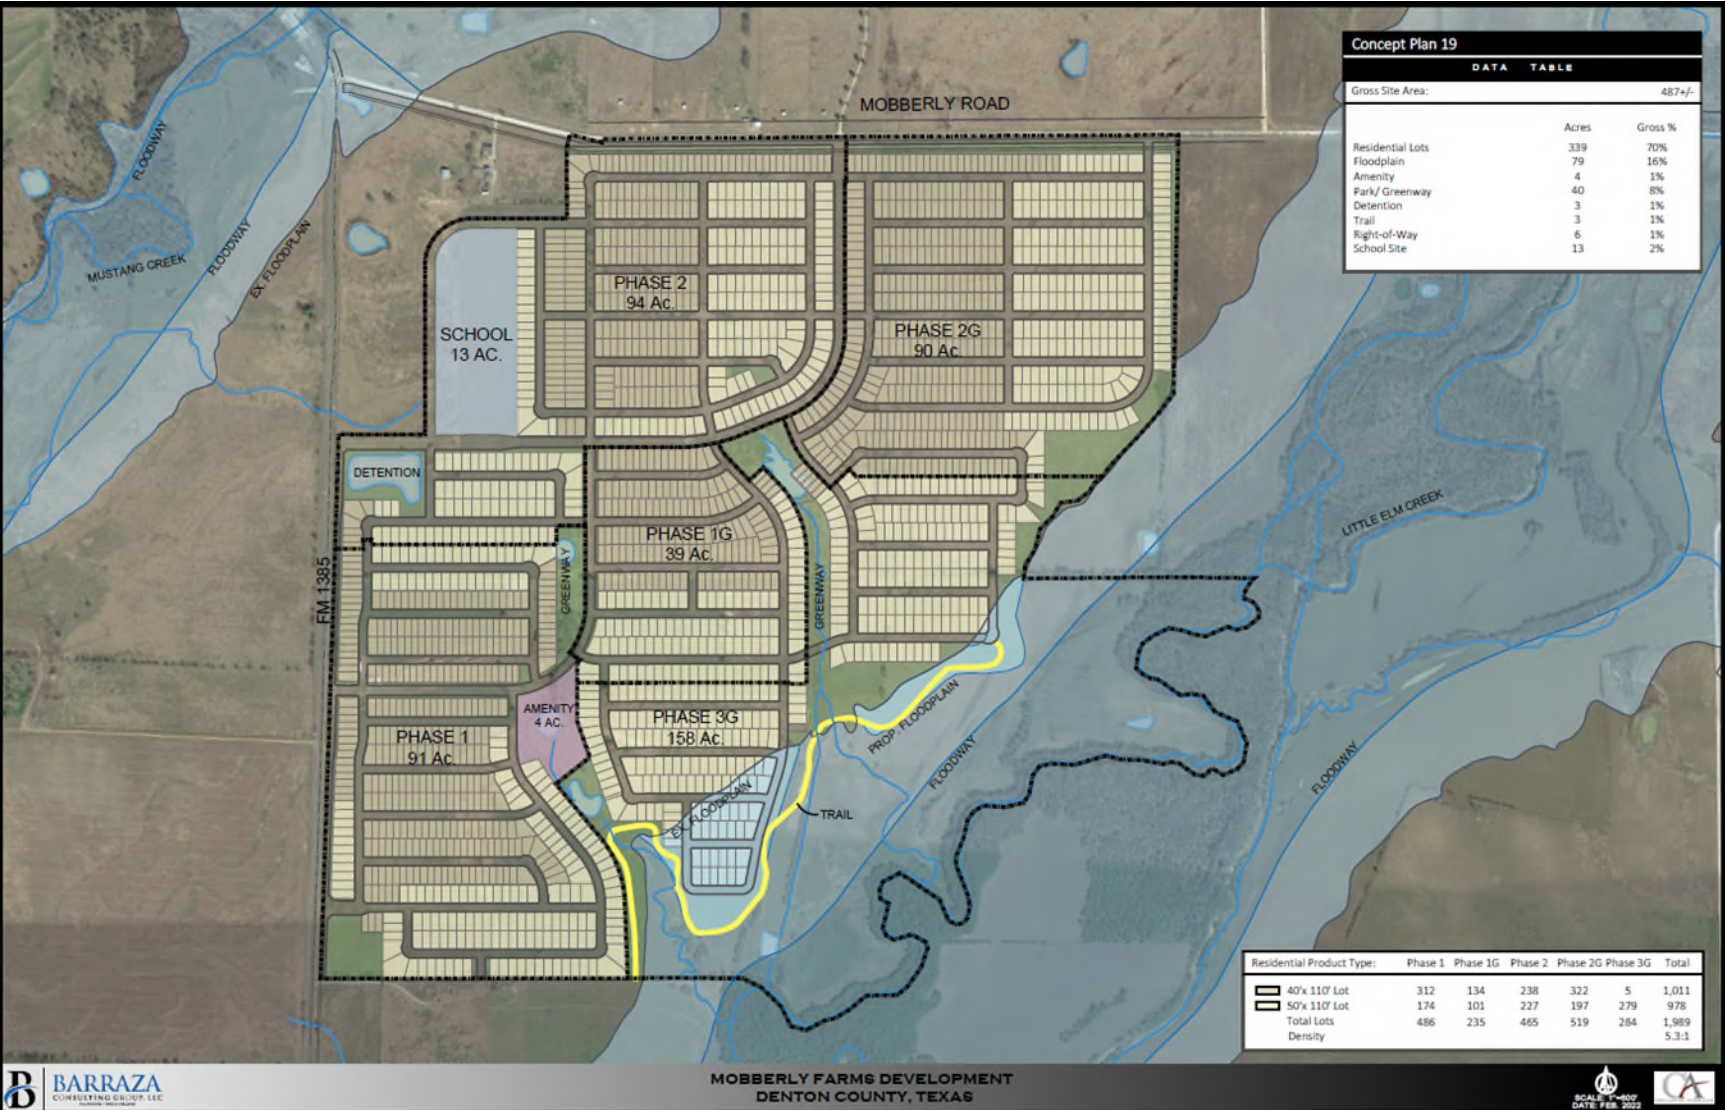 Concept Plan 19
DATA TABLE
Gross Site Area: 487+/-
Acres Gross %
Residential Lots 339 70%
Floodplain 79 16%
Amenity 4 1%
Park/ Greenway 40 8%
Detention 3 1%
Trail 3 1%
Right-of-Way 6 1%
School Site 13 2%
MOBBERLY ROAD
FLOODWAY
FLOODWAY
EX. FLOODPLAIN
MUSTANG CREEK
PHASE 2
94 Ac.
SCHOOL
13 AC.
PHASE 2G
90 Ac.
DETENTION
LITTLE ELM CREEK
PHASE 1G
39 Ac.
GREENWAY
GREENWAY
FM 1385
AMENITY
4 AC.
PHASE 3G
158 Ac.
PHASE 1
91 Ac.
PROP. FLOODPLAIN
FLOODWAY
FLOODWAY
EX. FLOODPLAIN
TRAIL
Residential Product Type: Phase 1 Phase 1G Phase 2 Phase 2G Phase 3G Total
40'x 110' Lot 312 134 238 322 5 1,011
50'x 110' Lot 174 101 227 197 279 978
Total Lots 486 235 465 519 284 1,989
Density 5.3:1
B BARRAZA
CONSULTING GROUP, LLC
MOBBERLY FARMS DEVELOPMENT
DENTON COUNTY, TEXAS
SCALE: 1"=600'
DATE: FEB. 2022